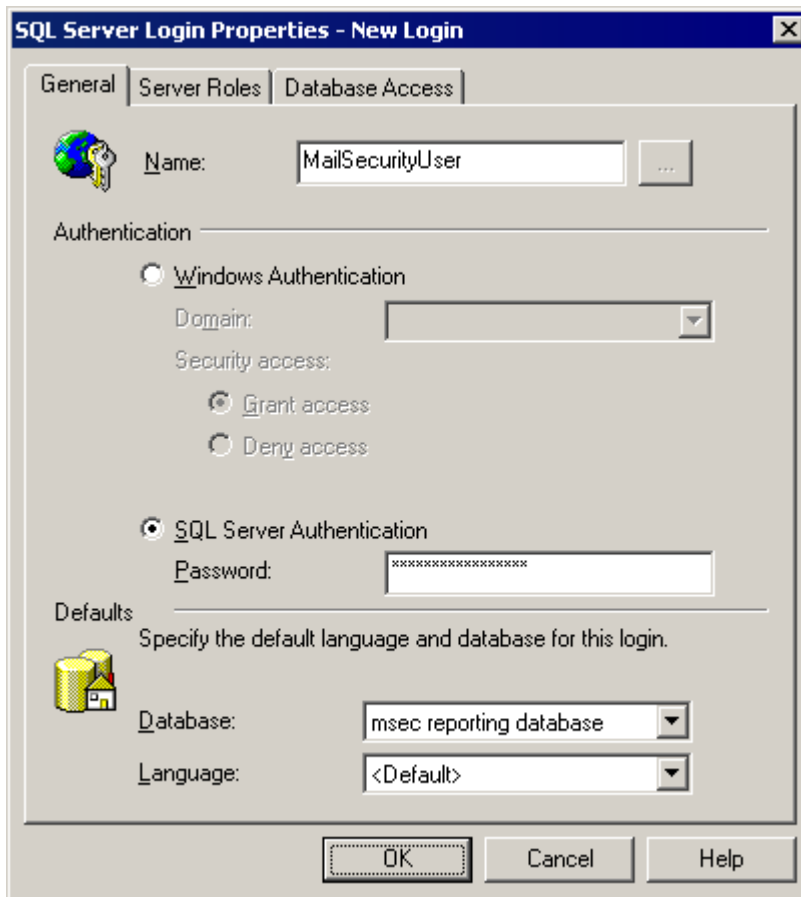 SQL Server Login Properties - New Login
General Server Roles Database Access
Name: MailSecurityUser ...
Authentication
Windows Authentication
Domain:
Security access:
Grant access
Deny access
SQL Server Authentication
Password: *****************
Defaults
Specify the default language and database for this login.
Database: msec reporting database
Language: <Default>
OK Cancel Help